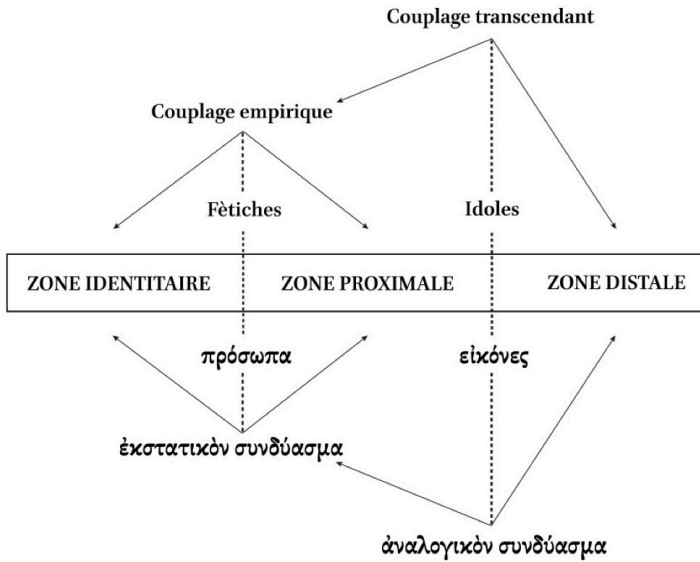 Couplage transcendant
Couplage empirique
Fètiches
Idoles
ZONE IDENTITAIRE
ZONE PROXIMALE
ZONE DISTALE
πρόσωπα
εἰκόνες
ἐκστατικὸν συνδύασμα
ἀναλογικὸν συνδύασμα